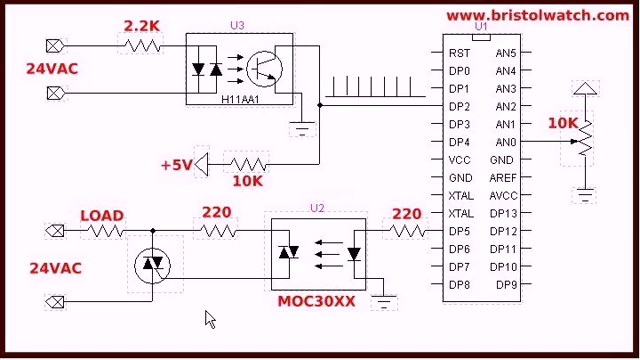 www.bristolwatch.com
U3
U1
2.2K
24VAC
H11AA1
+5V
10K
RST AN5
DP0 AN4
DP1 AN3
DP2 AN2
DP3 AN1
DP4 AN0
VCC GND
GND AREF
XTAL AVCC
XTAL DP13
DP5 DP12
DP6 DP11
DP7 DP10
DP8 DP9
10K
LOAD
220
U2
220
24VAC
MOC30XX